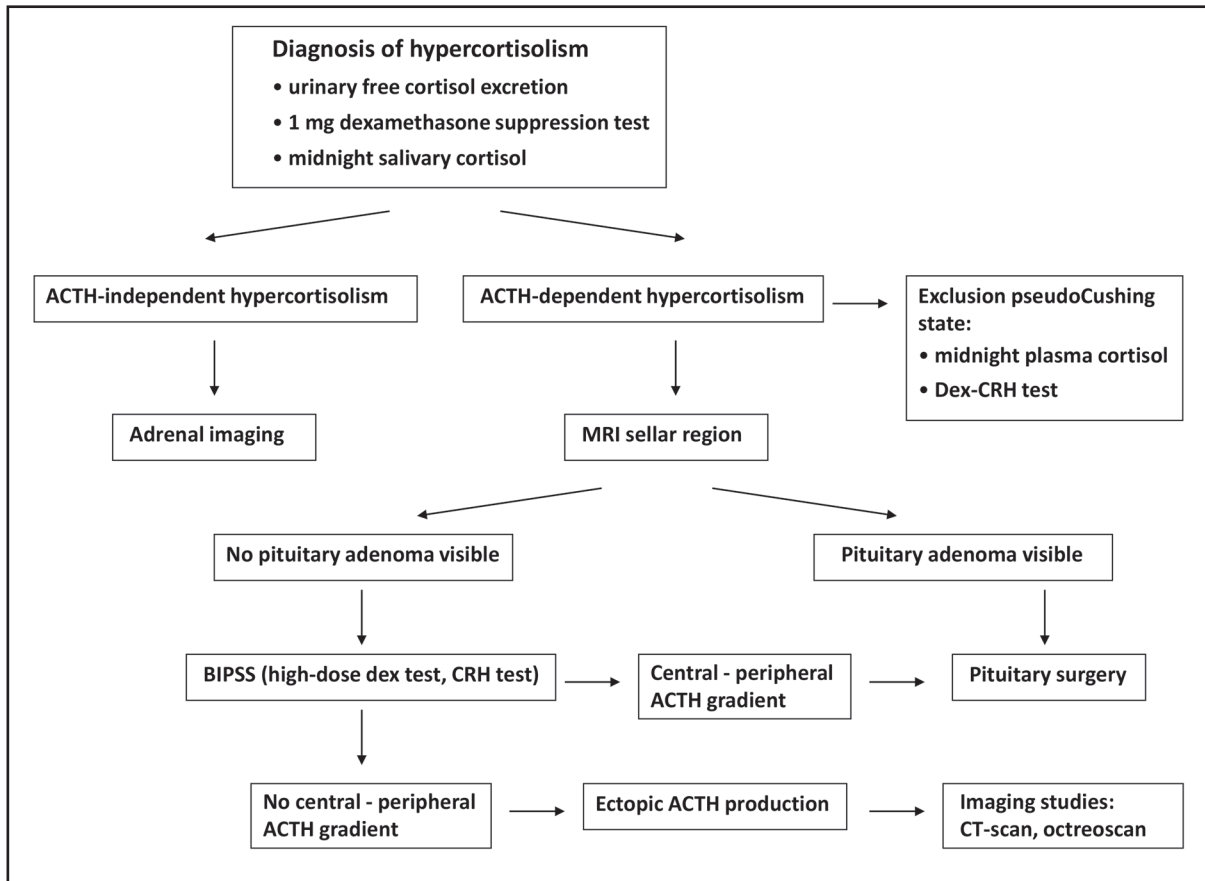 Diagnosis of hypercortisolism
• urinary free cortisol excretion
• 1 mg dexamethasone suppression test
• midnight salivary cortisol
ACTH-independent hypercortisolism
ACTH-dependent hypercortisolism
Exclusion pseudoCushing
state:
• midnight plasma cortisol
• Dex-CRH test
Adrenal imaging
MRI sellar region
No pituitary adenoma visible
Pituitary adenoma visible
BIPSS (high-dose dex test, CRH test)
Central - peripheral
ACTH gradient
Pituitary surgery
No central - peripheral
ACTH gradient
Ectopic ACTH production
Imaging studies:
CT-scan, octreoscan